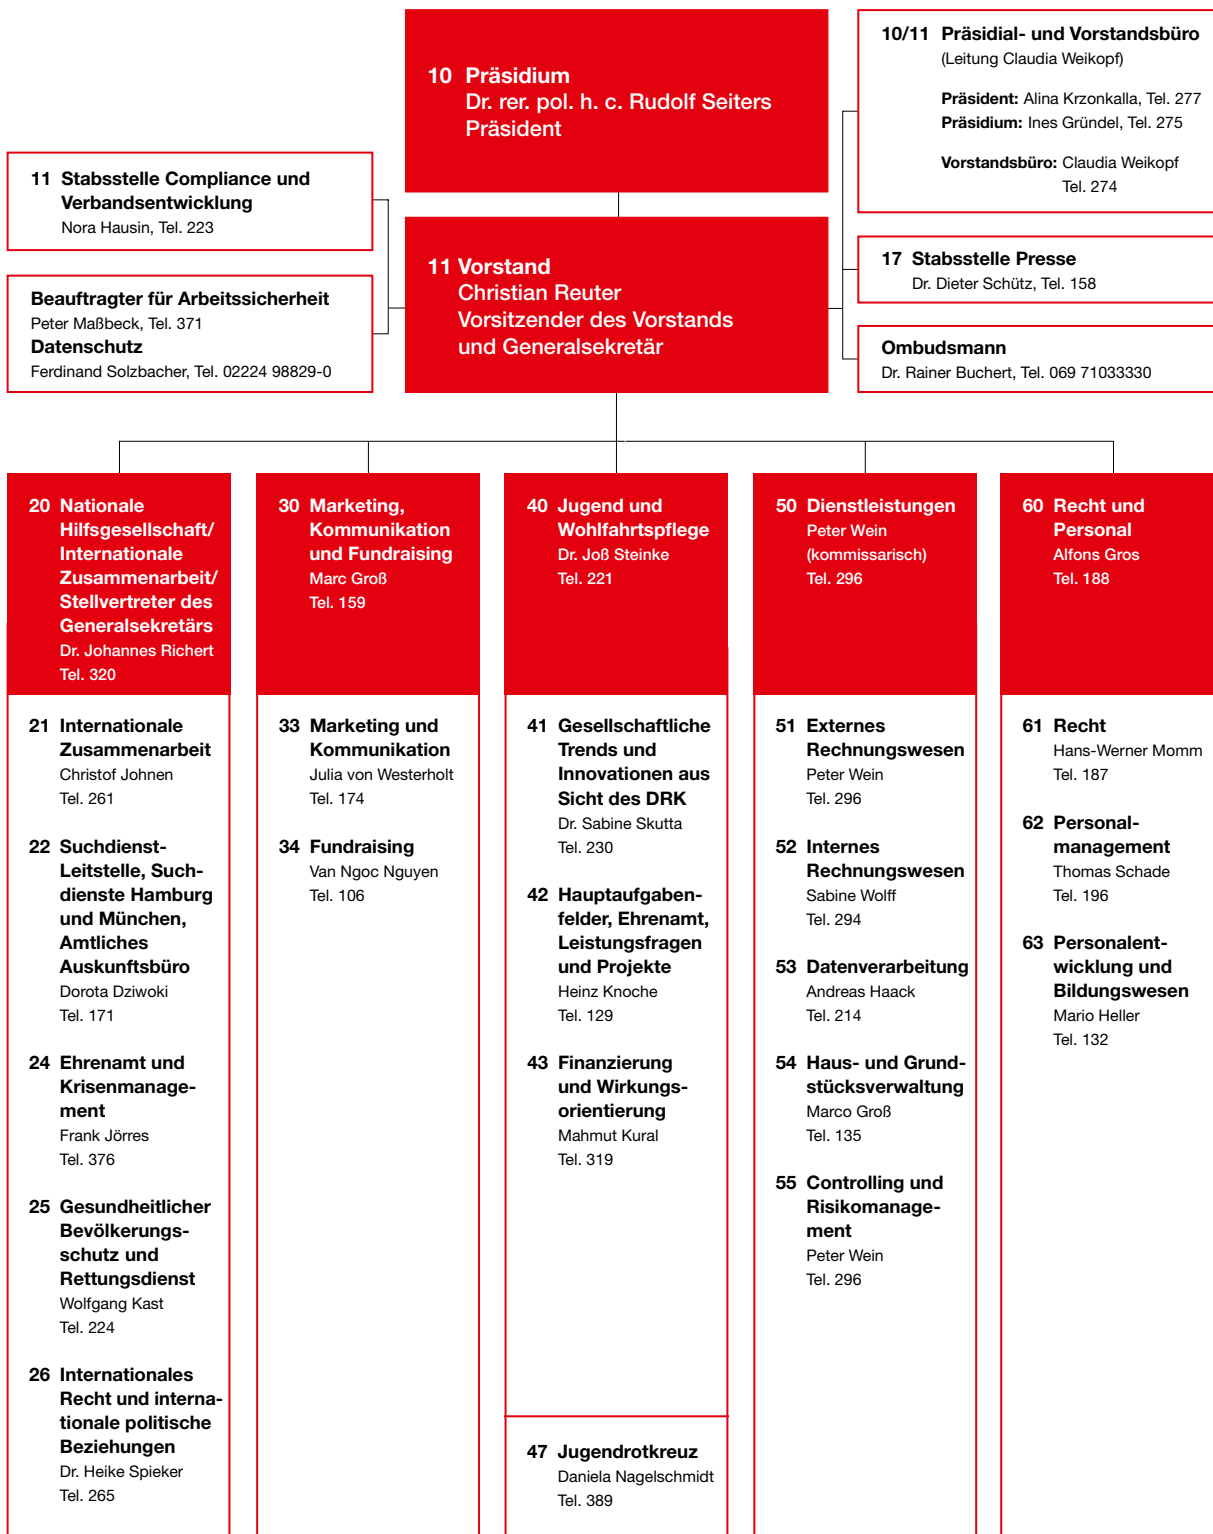 10 Präsidium
Dr. rer. pol. h. c. Rudolf Seiters
Präsident
10/11 Präsidial- und Vorstandsbüro
(Leitung Claudia Weikopf)
Präsident: Alina Krzonkalla, Tel. 277
Präsidium: Ines Gründel, Tel. 275
Vorstandsbüro: Claudia Weikopf
Tel. 274
11 Stabsstelle Compliance und
Verbandsentwicklung
Nora Hausin, Tel. 223
11 Vorstand
Christian Reuter
Vorsitzender des Vorstands
und Generalsekretär
17 Stabsstelle Presse
Dr. Dieter Schütz, Tel. 158
Beauftragter für Arbeitssicherheit
Peter Maßbeck, Tel. 371
Datenschutz
Ferdinand Solzbacher, Tel. 02224 98829-0
Ombudsmann
Dr. Rainer Buchert, Tel. 069 71033330
20 Nationale
Hilfsgesellschaft/
Internationale
Zusammenarbeit/
Stellvertreter des
Generalsekretärs
Dr. Johannes Richert
Tel. 320
21 Internationale
Zusammenarbeit
Christof Johnen
Tel. 261
22 Suchdienst-
Leitstelle, Such-
dienste Hamburg
und München,
Amtliches
Auskunftsbüro
Dorota Dziwoki
Tel. 171
24 Ehrenamt und
Krisenmanage-
ment
Frank Jörres
Tel. 376
25 Gesundheitlicher
Bevölkerungs-
schutz und
Rettungsdienst
Wolfgang Kast
Tel. 224
26 Internationales
Recht und interna-
tionale politische
Beziehungen
Dr. Heike Spieker
Tel. 265
30 Marketing,
Kommunikation
und Fundraising
Marc Groß
Tel. 159
33 Marketing und
Kommunikation
Julia von Westerholt
Tel. 174
34 Fundraising
Van Ngoc Nguyen
Tel. 106
40 Jugend und
Wohlfahrtspflege
Dr. Joß Steinke
Tel. 221
41 Gesellschaftliche
Trends und
Innovationen aus
Sicht des DRK
Dr. Sabine Skutta
Tel. 230
42 Hauptaufgaben-
felder, Ehrenamt,
Leistungsfragen
und Projekte
Heinz Knoche
Tel. 129
43 Finanzierung
und Wirkungs-
orientierung
Mahmut Kural
Tel. 319
47 Jugendrotkreuz
Daniela Nagelschmidt
Tel. 389
50 Dienstleistungen
Peter Wein
(kommissarisch)
Tel. 296
51 Externes
Rechnungswesen
Peter Wein
Tel. 296
52 Internes
Rechnungswesen
Sabine Wolff
Tel. 294
53 Datenverarbeitung
Andreas Haack
Tel. 214
54 Haus- und Grund-
stücksverwaltung
Marco Groß
Tel. 135
55 Controlling und
Risikomanage-
ment
Peter Wein
Tel. 296
60 Recht und
Personal
Alfons Gros
Tel. 188
61 Recht
Hans-Werner Momm
Tel. 187
62 Personal-
management
Thomas Schade
Tel. 196
63 Personalent-
wicklung und
Bildungswesen
Mario Heller
Tel. 132